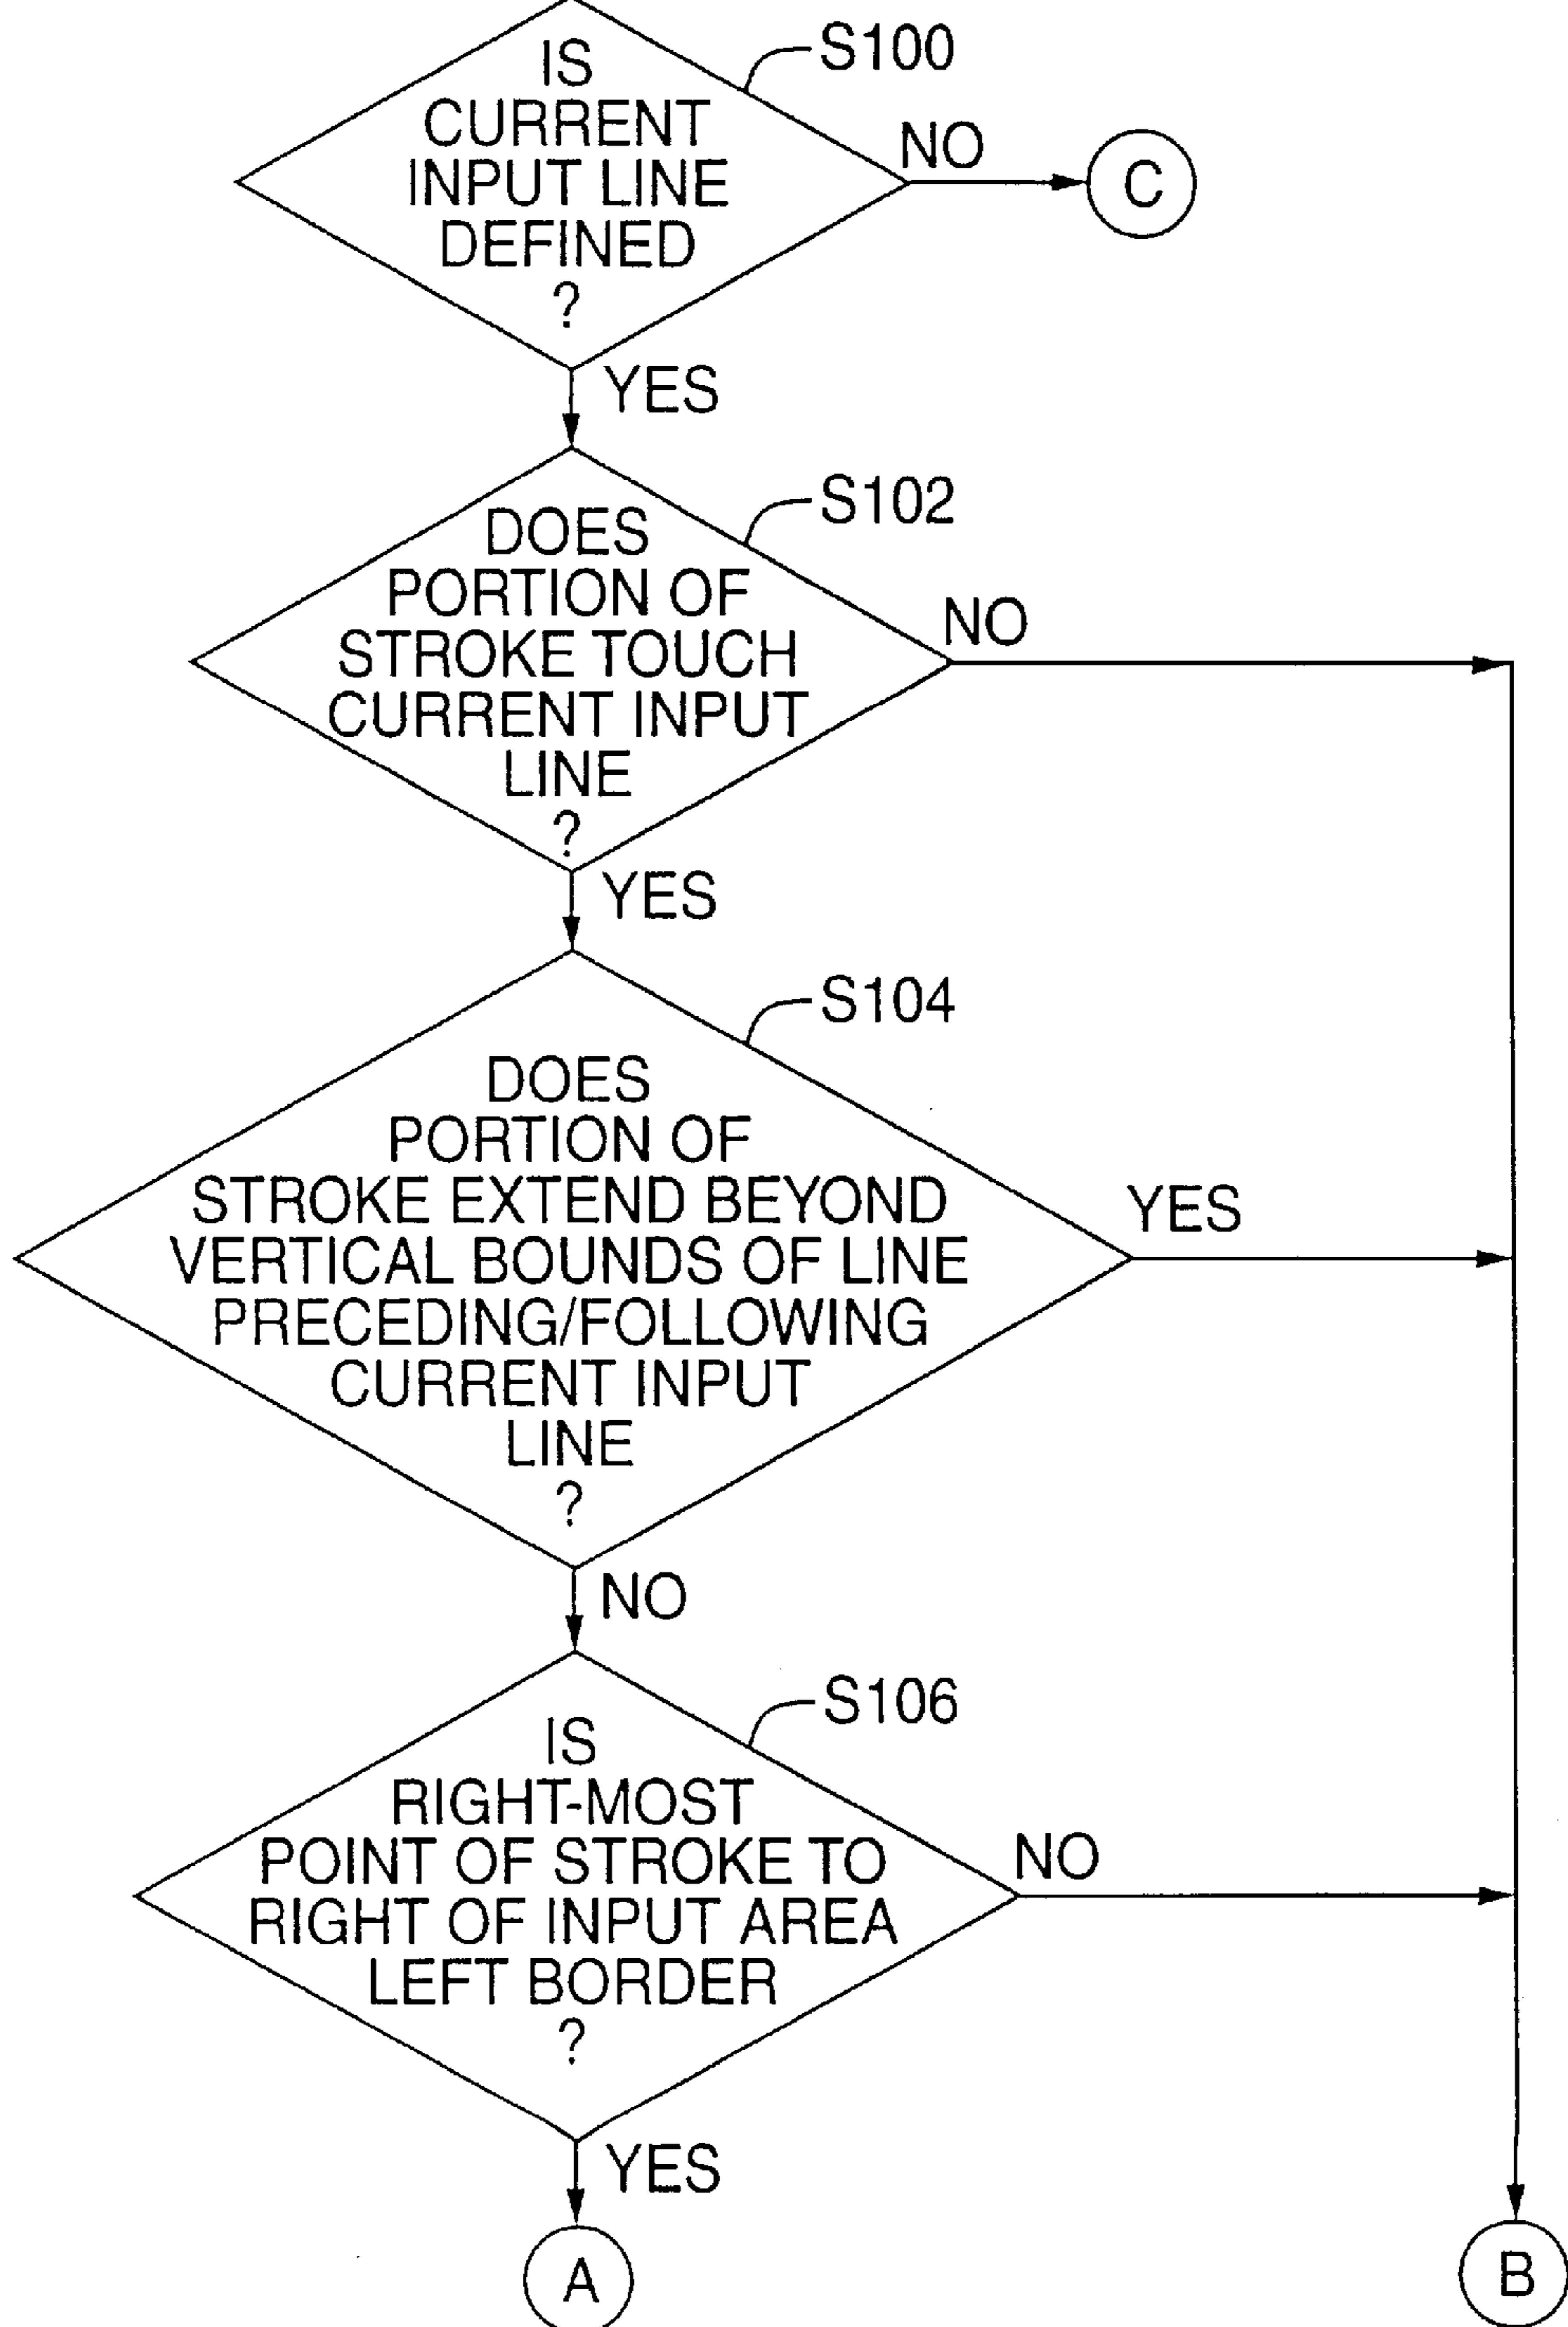 S100
IS
CURRENT
INPUT LINE
DEFINED
?
NO
C
YES
S102
DOES
PORTION OF
STROKE TOUCH
CURRENT INPUT
LINE
?
NO
YES
S104
DOES
PORTION OF
STROKE EXTEND BEYOND
VERTICAL BOUNDS OF LINE
PRECEDING/FOLLOWING
CURRENT INPUT
LINE
?
YES
NO
S106
IS
RIGHT-MOST
POINT OF STROKE TO
RIGHT OF INPUT AREA
LEFT BORDER
?
NO
YES
A
B